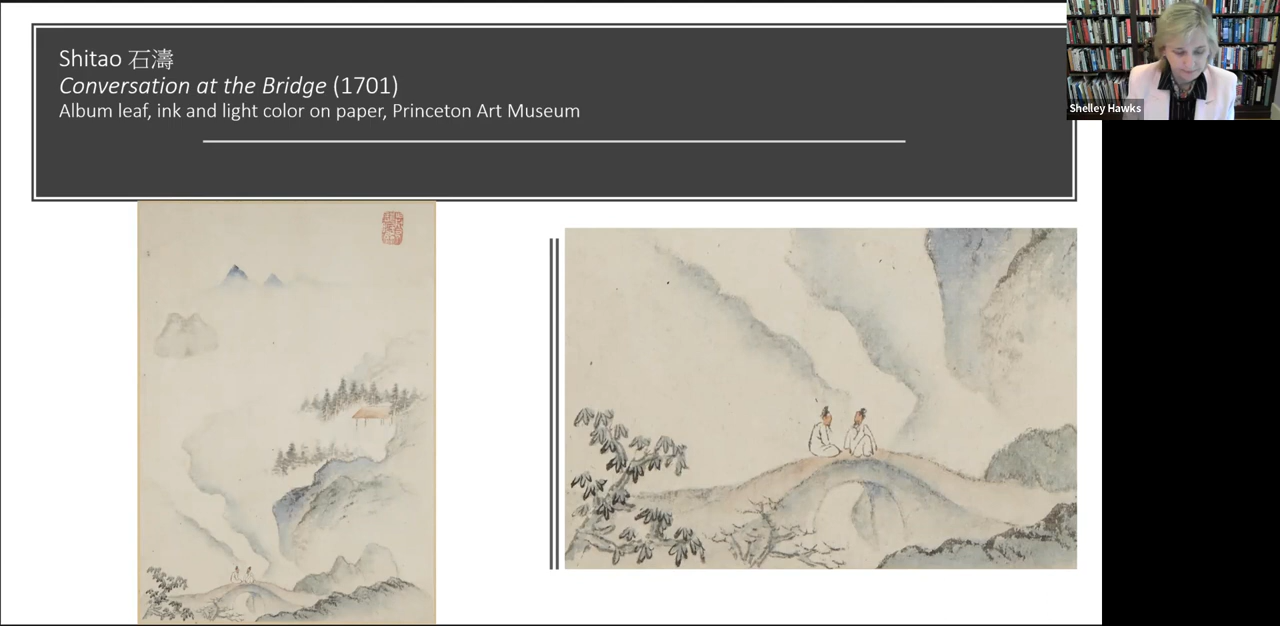 Shitao 石濤
Conversation at the Bridge (1701)
Album leaf, ink and light color on paper, Princeton Art Museum
Shelley Hawks